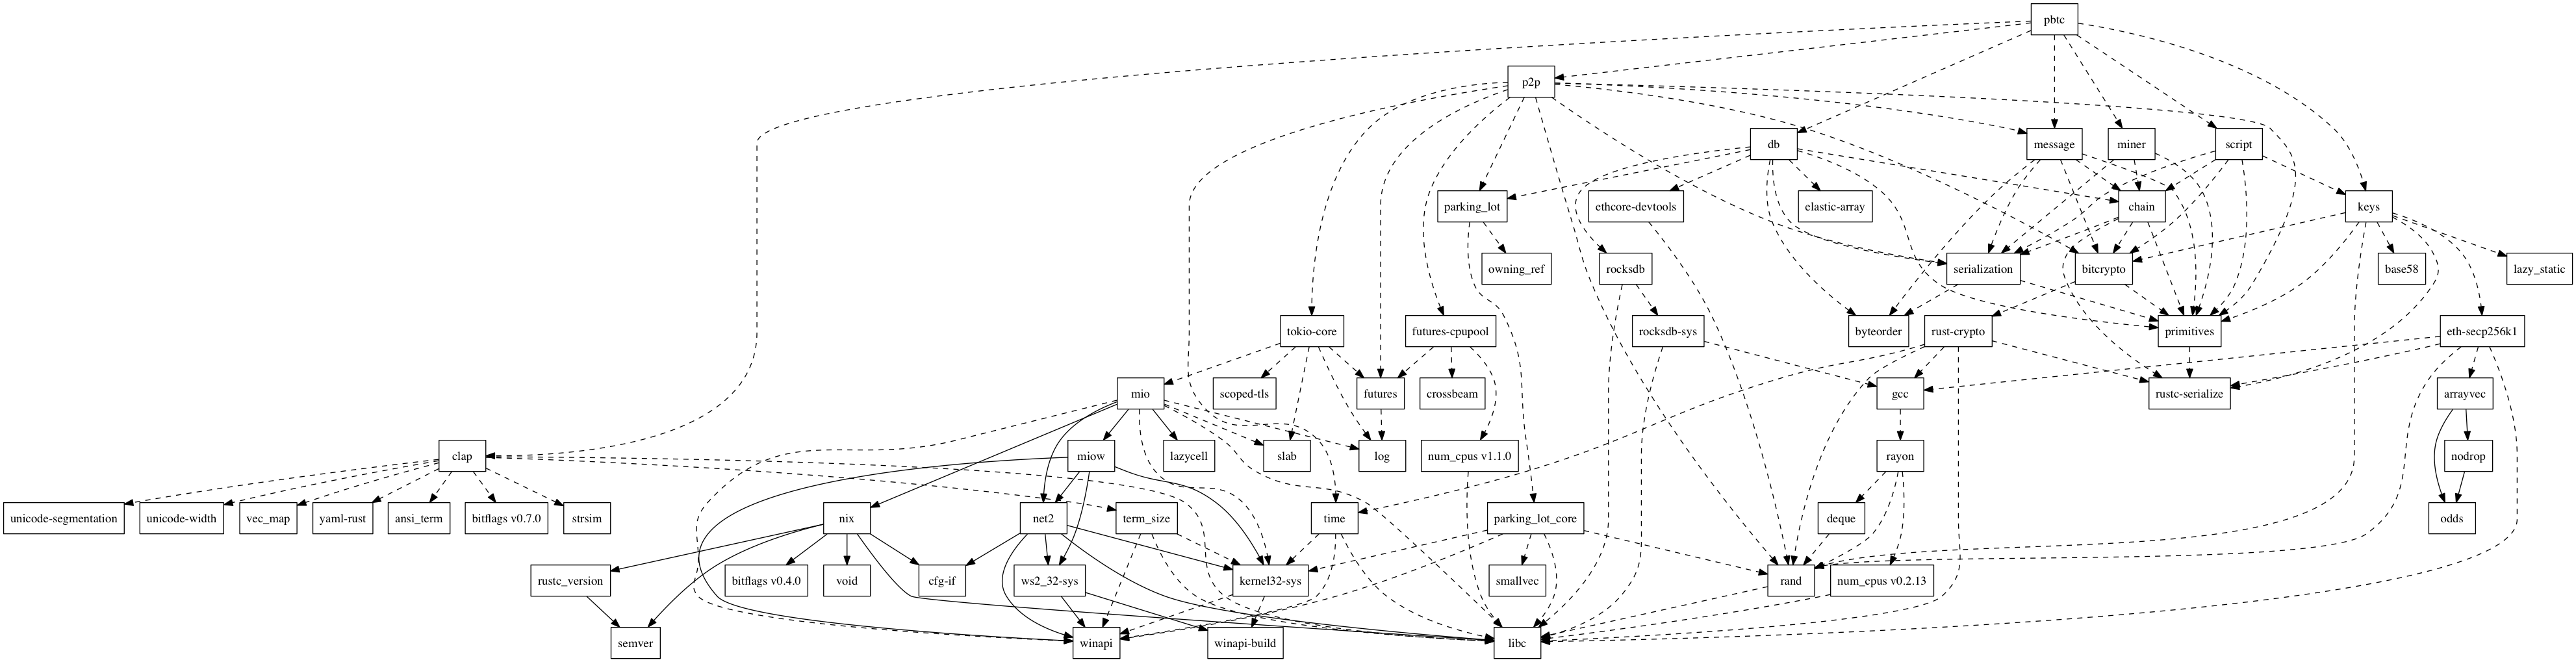 pbtc
p2p
db
message
miner
script
parking_lot
ethcore-devtools
elastic-array
chain
keys
owning_ref
rocksdb
serialization
bitcrypto
base58
lazy_static
tokio-core
futures-cpupool
rocksdb-sys
byteorder
rust-crypto
primitives
eth-secp256k1
mio
scoped-tls
futures
crossbeam
gcc
rustc-serialize
arrayvec
clap
miow
lazycell
slab
log
num_cpus v1.1.0
rayon
nodrop
unicode-segmentation
unicode-width
vec_map
yaml-rust
ansi_term
bitflags v0.7.0
strsim
nix
net2
term_size
time
parking_lot_core
deque
odds
rustc_version
bitflags v0.4.0
void
cfg-if
ws2_32-sys
kernel32-sys
smallvec
rand
num_cpus v0.2.13
semver
winapi
winapi-build
libc